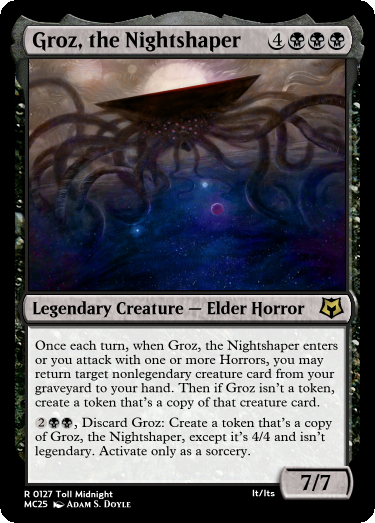 Groz, the Nightshaper 4
Legendary Creature — Elder Horror
Once each turn, when Groz, the Nightshaper enters
or you attack with one or more Horrors, you may
return target nonlegendary creature card from your
graveyard to your hand. Then if Groz isn't a token,
create a token that's a copy of that creature card.
2, Discard Groz: Create a token that's a copy
of Groz, the Nightshaper, except it's 4/4 and isn't
legendary. Activate only as a sorcery.
7/7
R 0127 Toll Midnight It/Its
MC25 Adam S. Doyle